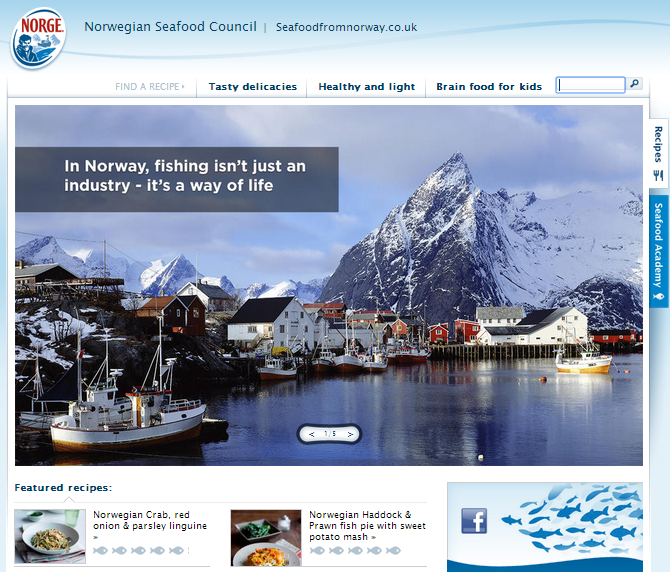 NORGE.
Norwegian Seafood Council | Seafoodfromnorway.co.uk
FIND A RECIPE
Tasty delicacies
Healthy and light
Brain food for kids
Recipes
Seafood Academy
In Norway, fishing isn't just an
industry - it's a way of life
< 1/5 >
Featured recipes:
Norwegian Crab, red
onion & parsley linguine
»
Norwegian Haddock &
Prawn fish pie with sweet
potato mash »
f